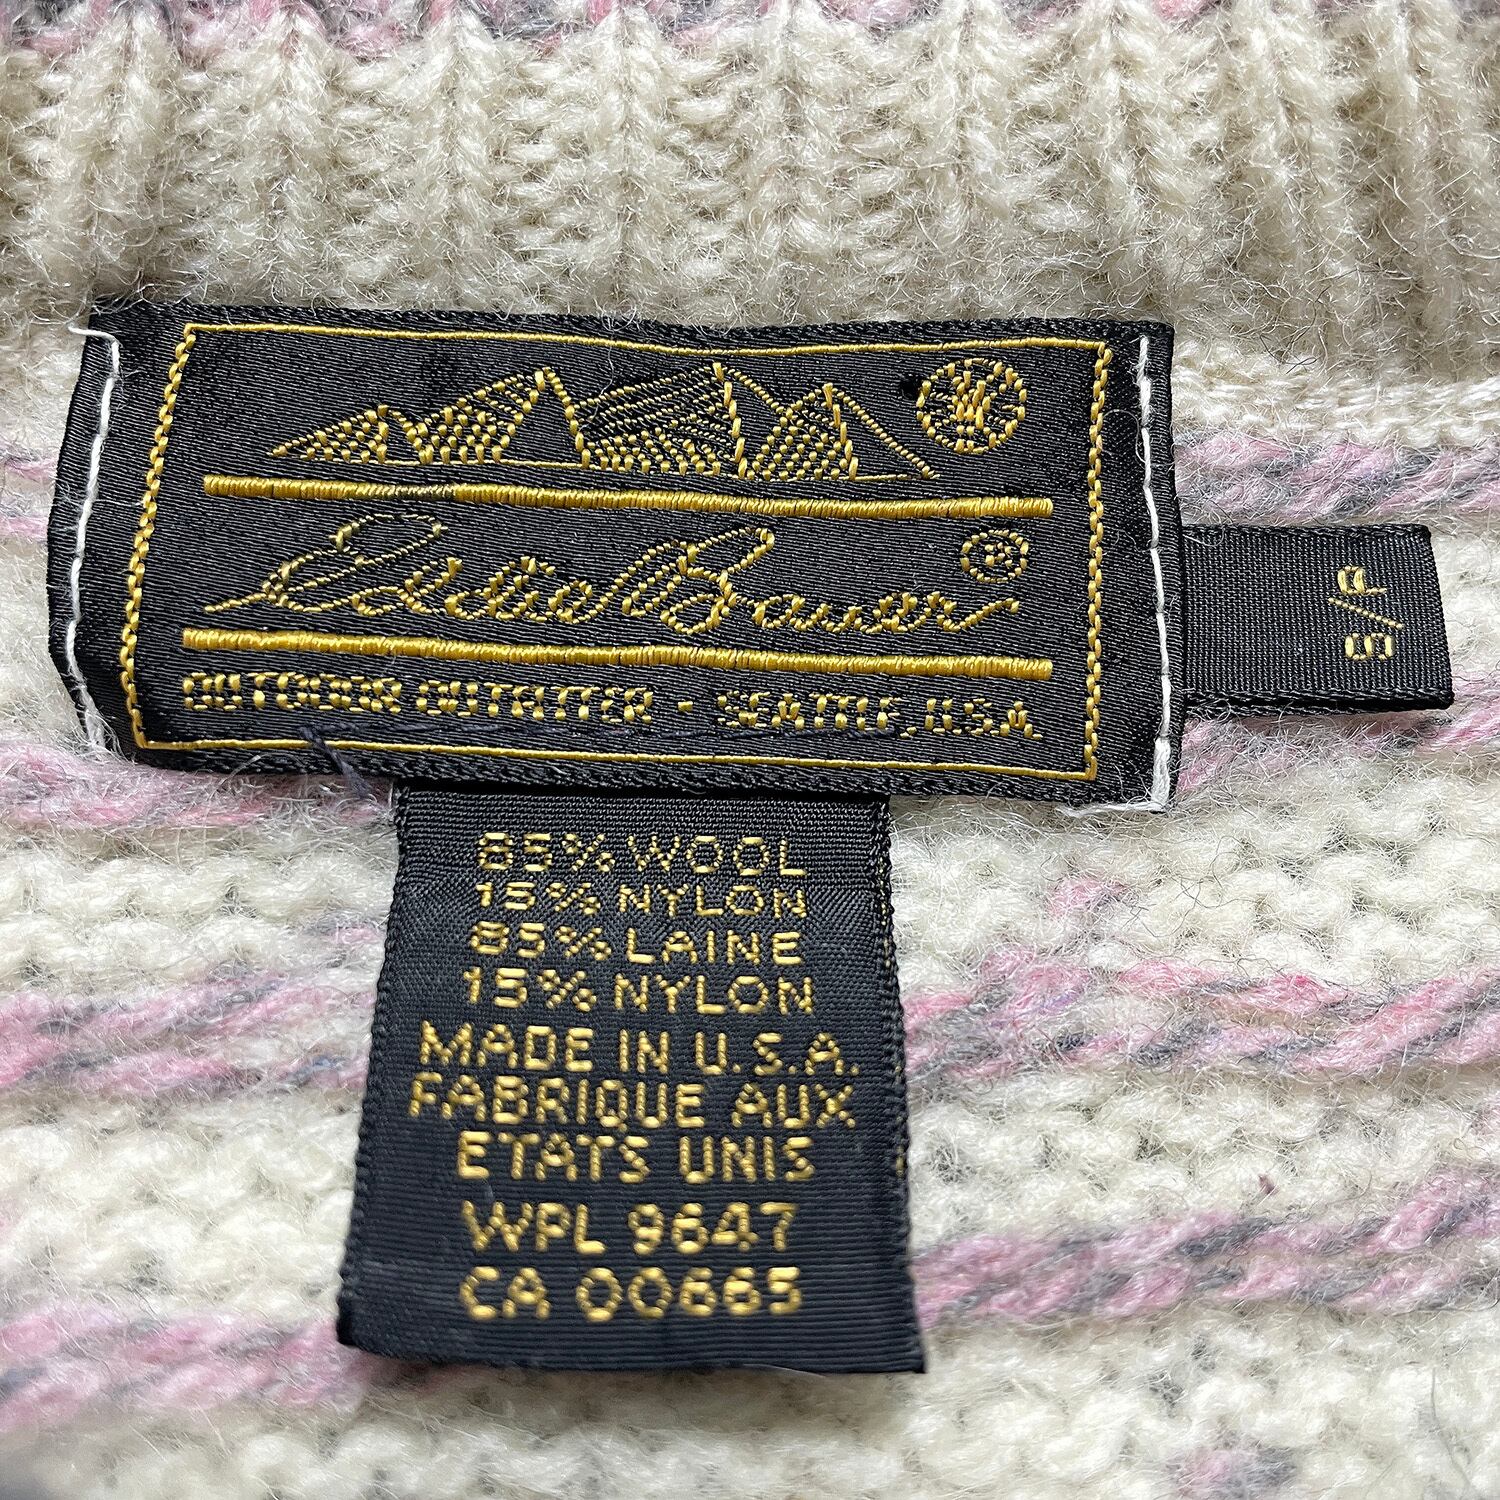 Eddie Bauer ®
OUTDOOR OUTFITTER - SEATTLE, U.S.A.
S/P
85% WOOL
15% NYLON
85% LAINE
15% NYLON
MADE IN U.S.A.
FABRIQUE AUX
ETATS UNIS
WPL 9647
CA 00665